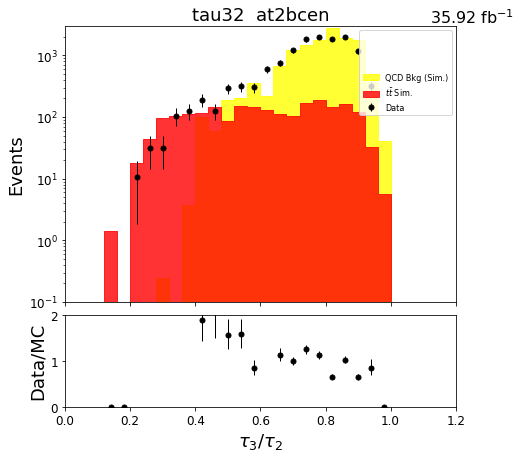 tau32  at2bcen
35.92 fb⁻¹
QCD Bkg (Sim.)
tt̄ Sim.
Data
Events
10³
10²
10¹
10⁰
10⁻¹
Data/MC
2
1
0
0.0 0.2 0.4 0.6 0.8 1.0 1.2
τ₃/τ₂